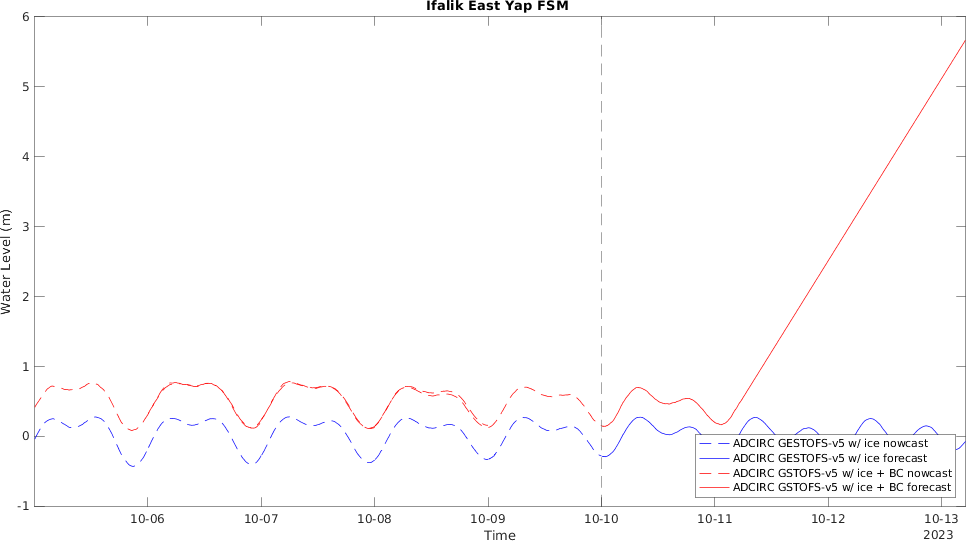 Ifalik East Yap FSM
6
5
4
3
2
1
0
-1
Water Level (m)
10-06
10-07
10-08
10-09
10-10
10-11
10-12
10-13
2023
Time
ADCIRC GESTOFS-v5 w/ ice nowcast
ADCIRC GESTOFS-v5 w/ ice forecast
ADCIRC GSTOFS-v5 w/ ice + BC nowcast
ADCIRC GSTOFS-v5 w/ ice + BC forecast